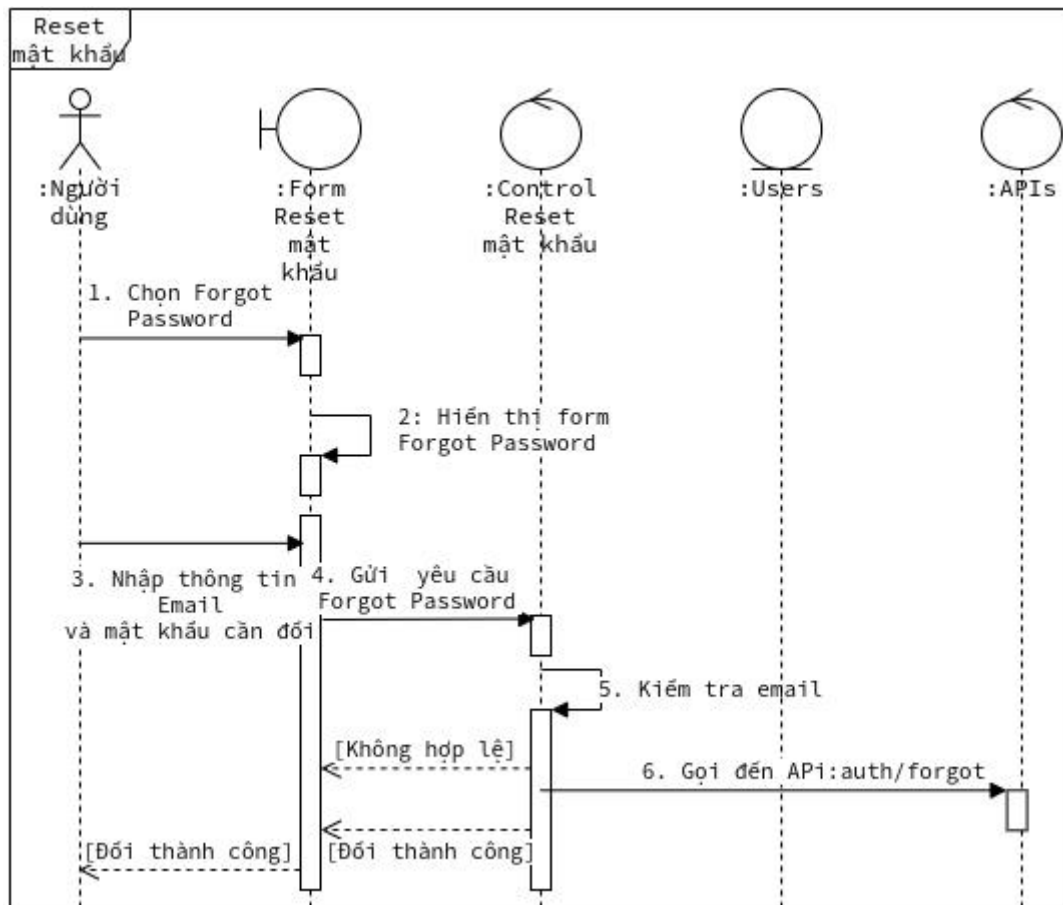 Reset
mật khẩu
:Người
dùng
:Form
Reset
mật
khẩu
:Control
Reset
mật khẩu
:Users
:APIs
1. Chọn Forgot
Password
2: Hiển thị form
Forgot Password
3. Nhập thông tin
Email
và mật khẩu cần đổi
4. Gửi yêu cầu
Forgot Password
5. Kiểm tra email
[Không hợp lệ]
6. Gọi đến APi:auth/forgot
[Đổi thành công]
[Đổi thành công]